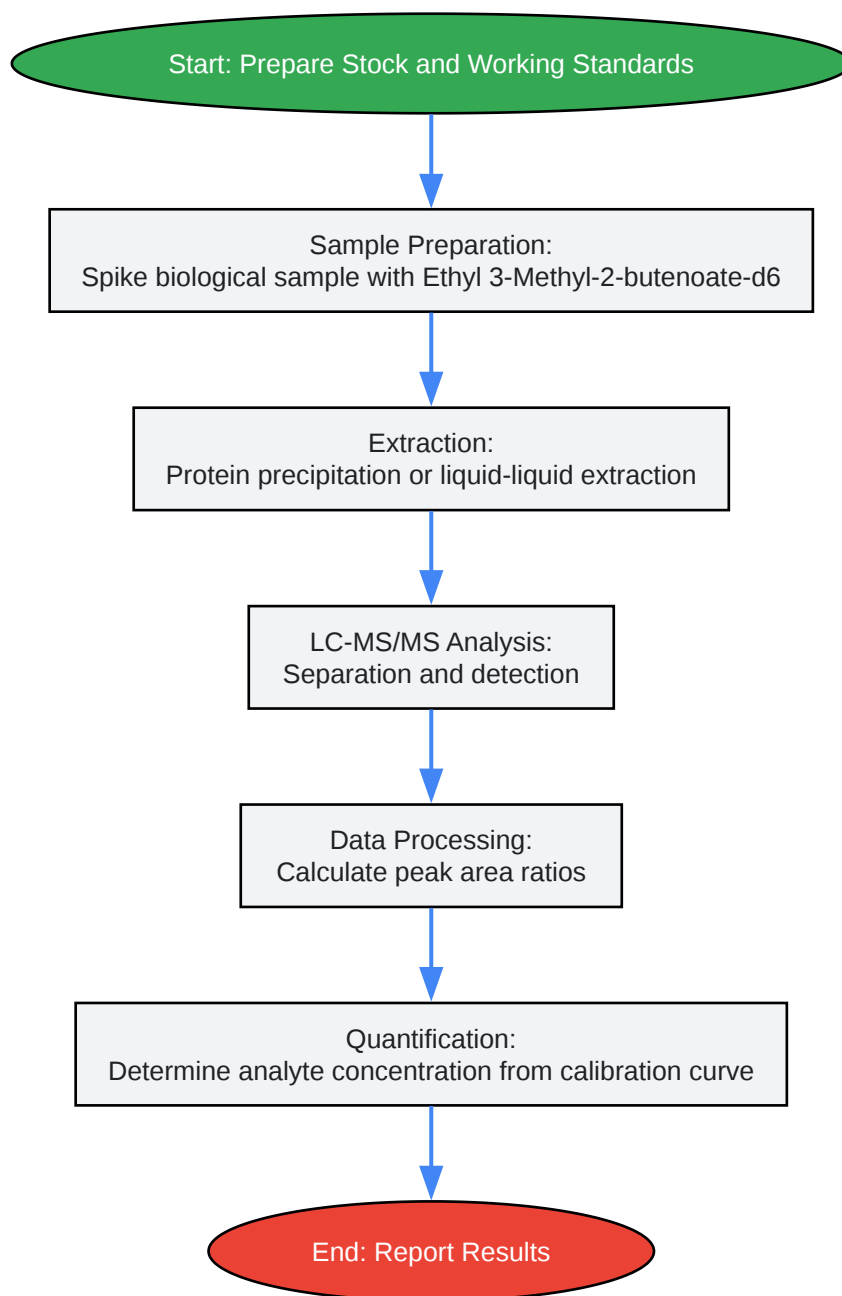 Start: Prepare Stock and Working Standards
Sample Preparation:
Spike biological sample with Ethyl 3-Methyl-2-butenoate-d6
Extraction:
Protein precipitation or liquid-liquid extraction
LC-MS/MS Analysis:
Separation and detection
Data Processing:
Calculate peak area ratios
Quantification:
Determine analyte concentration from calibration curve
End: Report Results